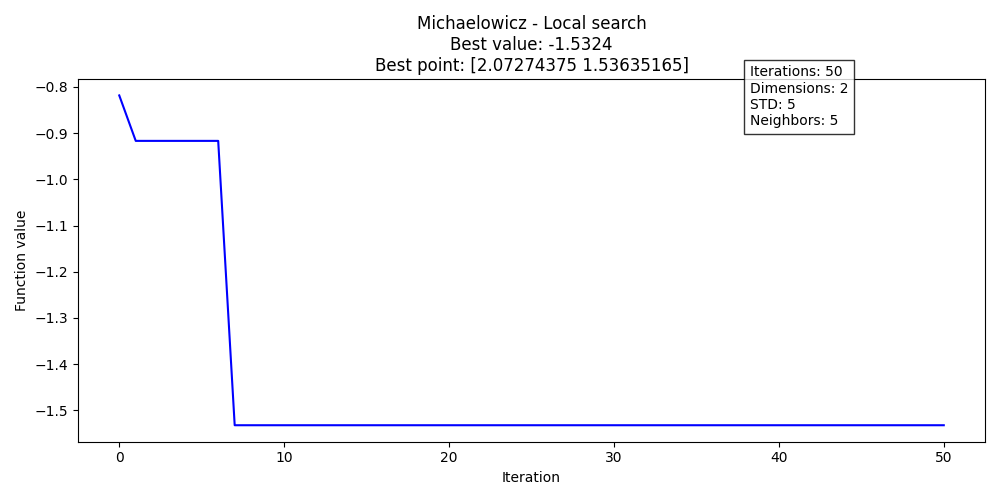 Michaelowicz - Local search
Best value: -1.5324
Best point: [2.07274375 1.53635165]
Iterations: 50
Dimensions: 2
STD: 5
Neighbors: 5
Function value
−0.8
−0.9
−1.0
−1.1
−1.2
−1.3
−1.4
−1.5
0
10
20
30
40
50
Iteration